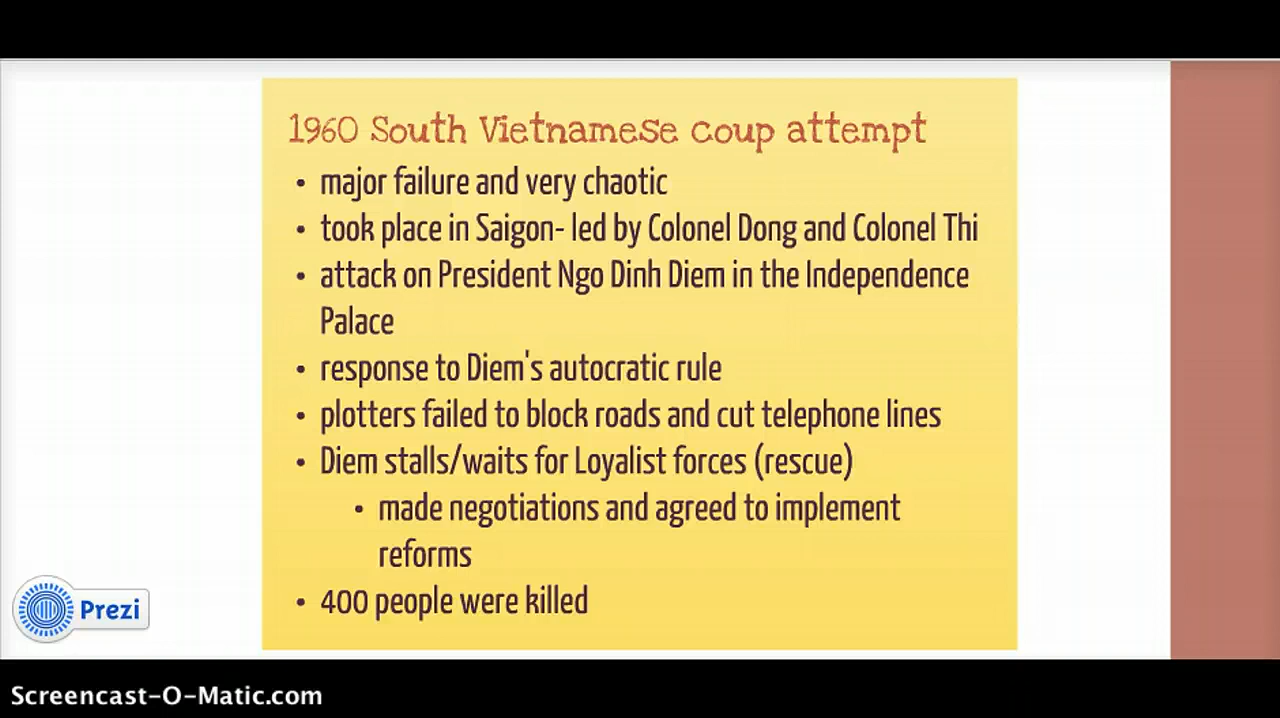 1960 South Vietnamese coup attempt
• major failure and very chaotic
• took place in Saigon- led by Colonel Dong and Colonel Thi
• attack on President Ngo Dinh Diem in the Independence
Palace
• response to Diem's autocratic rule
• plotters failed to block roads and cut telephone lines
• Diem stalls/waits for Loyalist forces (rescue)
• made negotiations and agreed to implement
reforms
• 400 people were killed
Prezi
Screencast-O-Matic.com